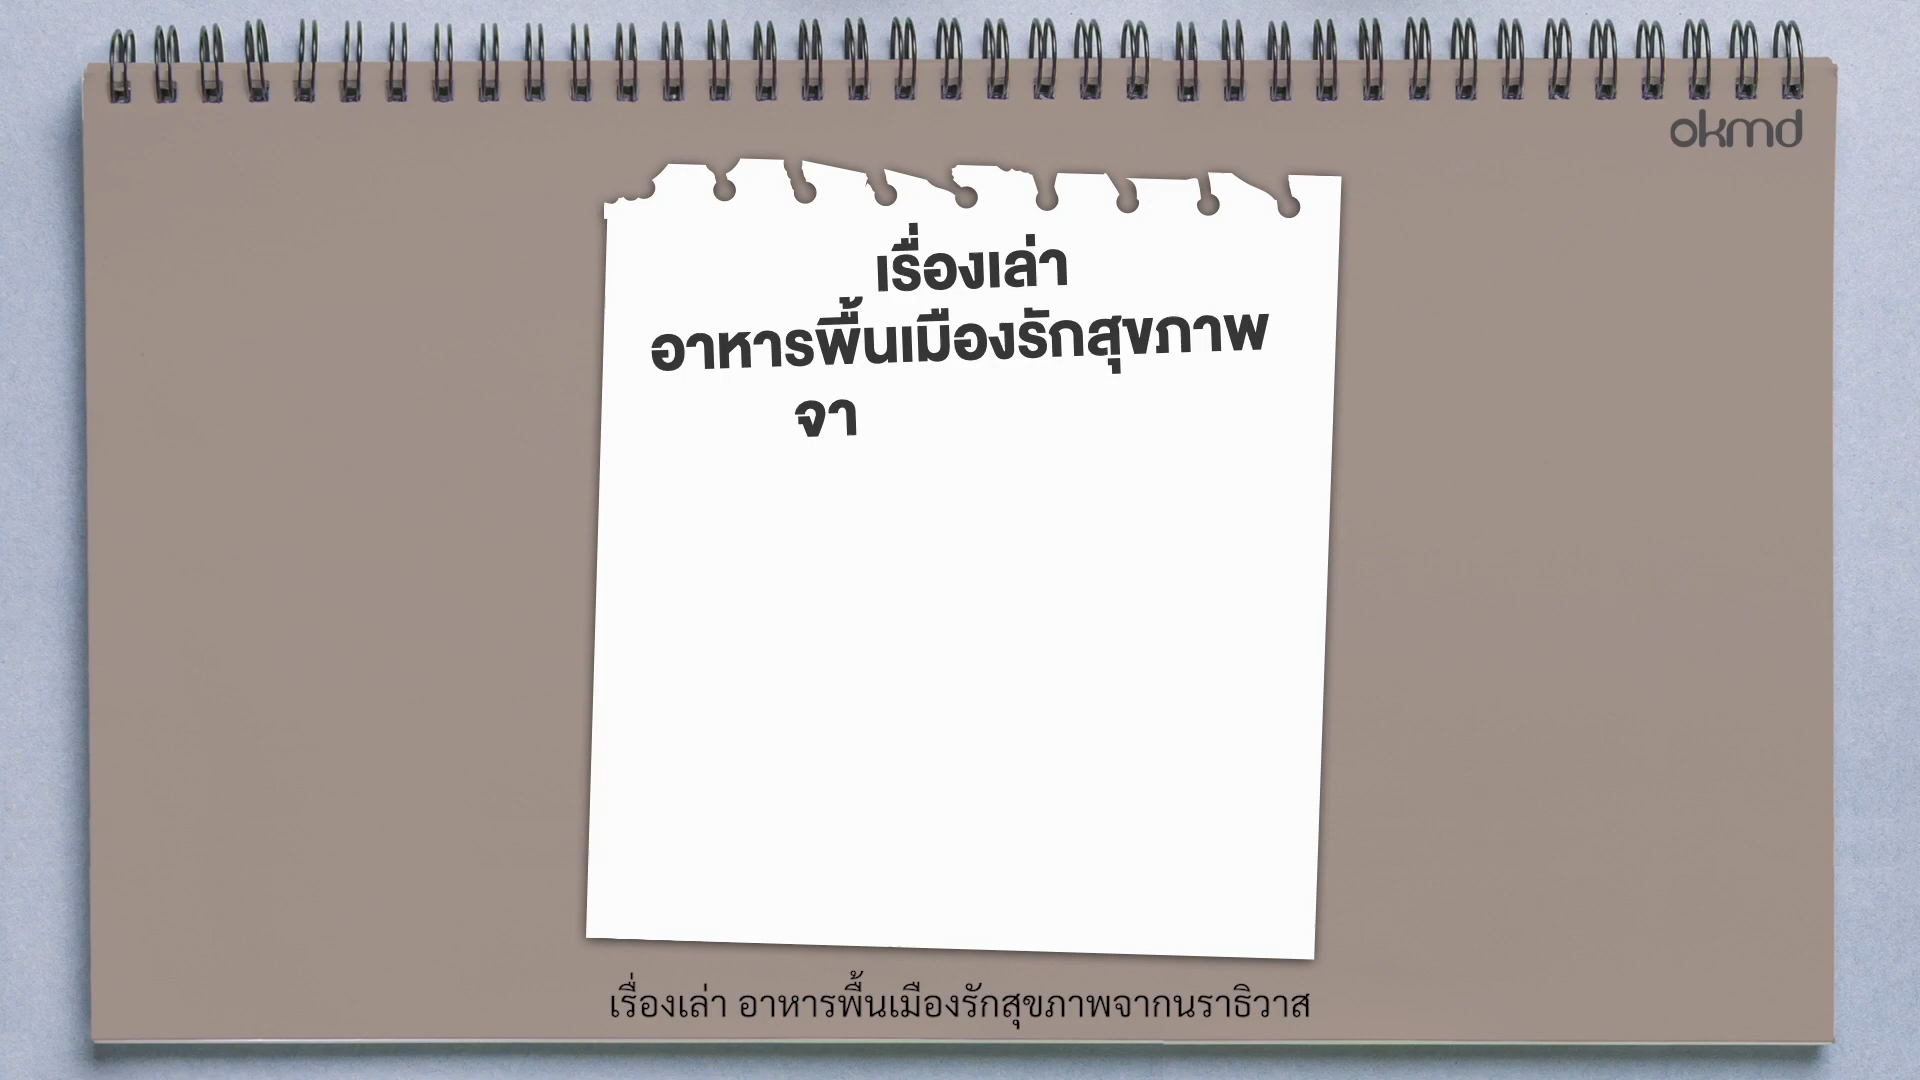 okmd
เรื่องเล่า
อาหารพื้นเมืองรักสุขภาพ
จา
เรื่องเล่า อาหารพื้นเมืองรักสุขภาพจากนราธิวาส